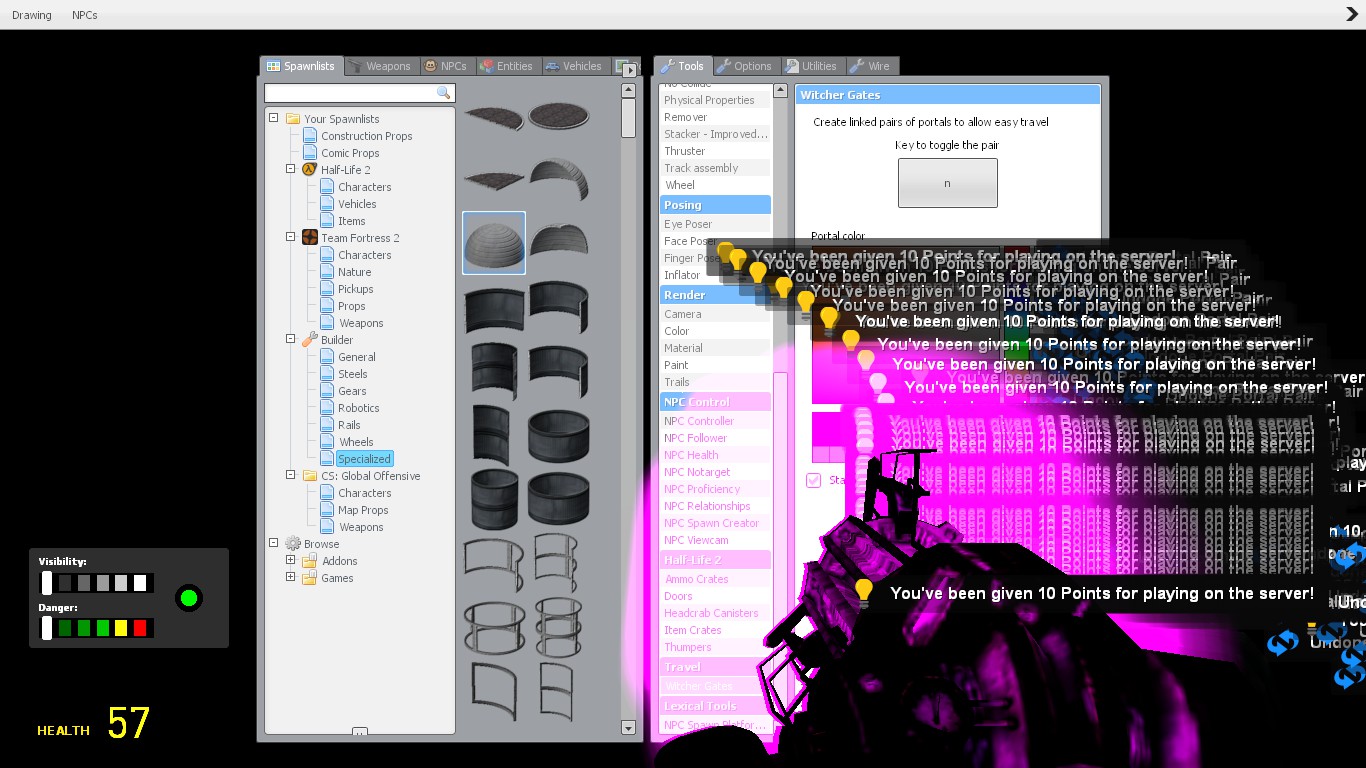 Drawing NPCs
Spawnlists Weapons NPCs Entities Vehicles
Your Spawnlists
Construction Props
Comic Props
Half-Life 2
Characters
Vehicles
Items
Team Fortress 2
Characters
Nature
Pickups
Props
Weapons
Builder
General
Steels
Gears
Robotics
Rails
Wheels
Specialized
CS: Global Offensive
Characters
Map Props
Weapons
Browse
Addons
Games
Tools Options Utilities Wire
No Collide
Physical Properties
Remover
Stacker - Improved...
Thruster
Track assembly
Wheel
Posing
Eye Poser
Face Poser
Finger Pose
Inflator
Render
Camera
Color
Material
Paint
Trails
NPC Control
NPC Controller
NPC Follower
NPC Health
NPC Notarget
NPC Proficiency
NPC Relationships
NPC Spawn Creator
NPC Viewcam
Half-Life 2
Ammo Crates
Doors
Headcrab Canisters
Item Crates
Thumpers
Travel
Witcher Gates
Lexical Tools
NPC Spawn Platfor...
Witcher Gates
Create linked pairs of portals to allow easy travel
Key to toggle the pair
n
Portal color
You've been given 10 Points for playing on the server!
You've been given 10 Points for playing on the server!
You've been given 10 Points for playing on the server!
You've been given 10 Points for playing on the server!
You've been given 10 Points for playing on the server!
You've been given 10 Points for playing on the server!
You've been given 10 Points for playing on the server!
You've been given 10 Points for playing on the server!
You've been given 10 Points for playing on the server!
You've been given 10 Points for playing on the server!
Visibility:
Danger:
HEALTH 57